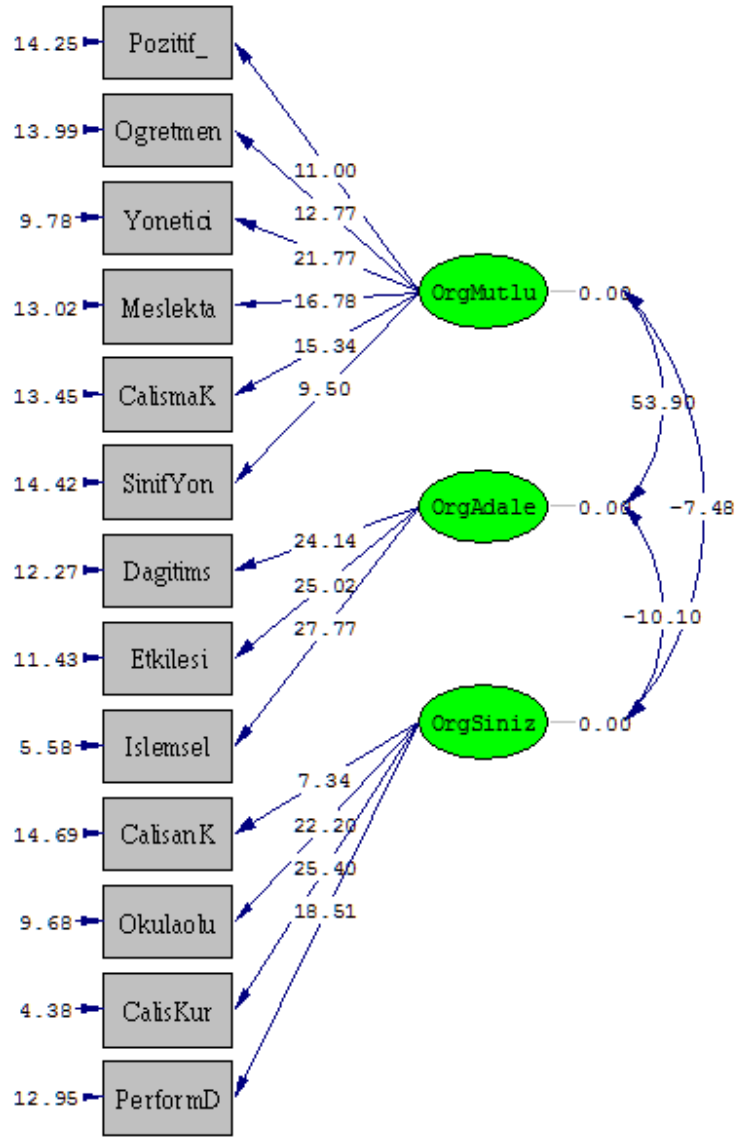 14.25 Pozitif_
13.99 Ogretmen
9.78 Yonetici
13.02 Meslekta
13.45 CalismaK
14.42 SinifYon
12.27 Dagitims
11.43 Etkilesi
5.58 Islemsel
14.69 CalisanK
9.68 Okulaolu
4.38 CalisKur
12.95 PerformD
11.00
12.77
21.77
16.78
15.34
9.50
24.14
25.02
27.77
7.34
22.20
25.40
18.51
OrgMutlu 0.00
OrgAdale 0.00
OrgSiniz 0.00
53.90
-7.48
-10.10